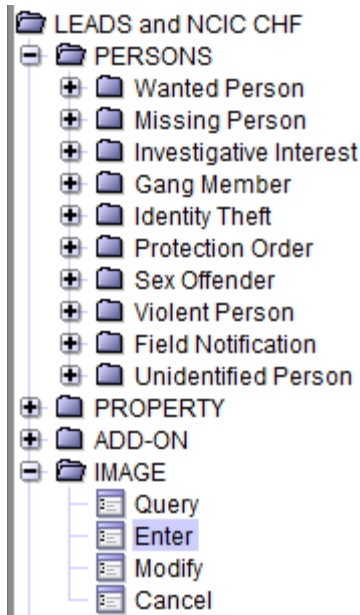 LEADS and NCIC CHF
PERSONS
Wanted Person
Missing Person
Investigative Interest
Gang Member
Identity Theft
Protection Order
Sex Offender
Violent Person
Field Notification
Unidentified Person
PROPERTY
ADD-ON
IMAGE
Query
Enter
Modify
Cancel